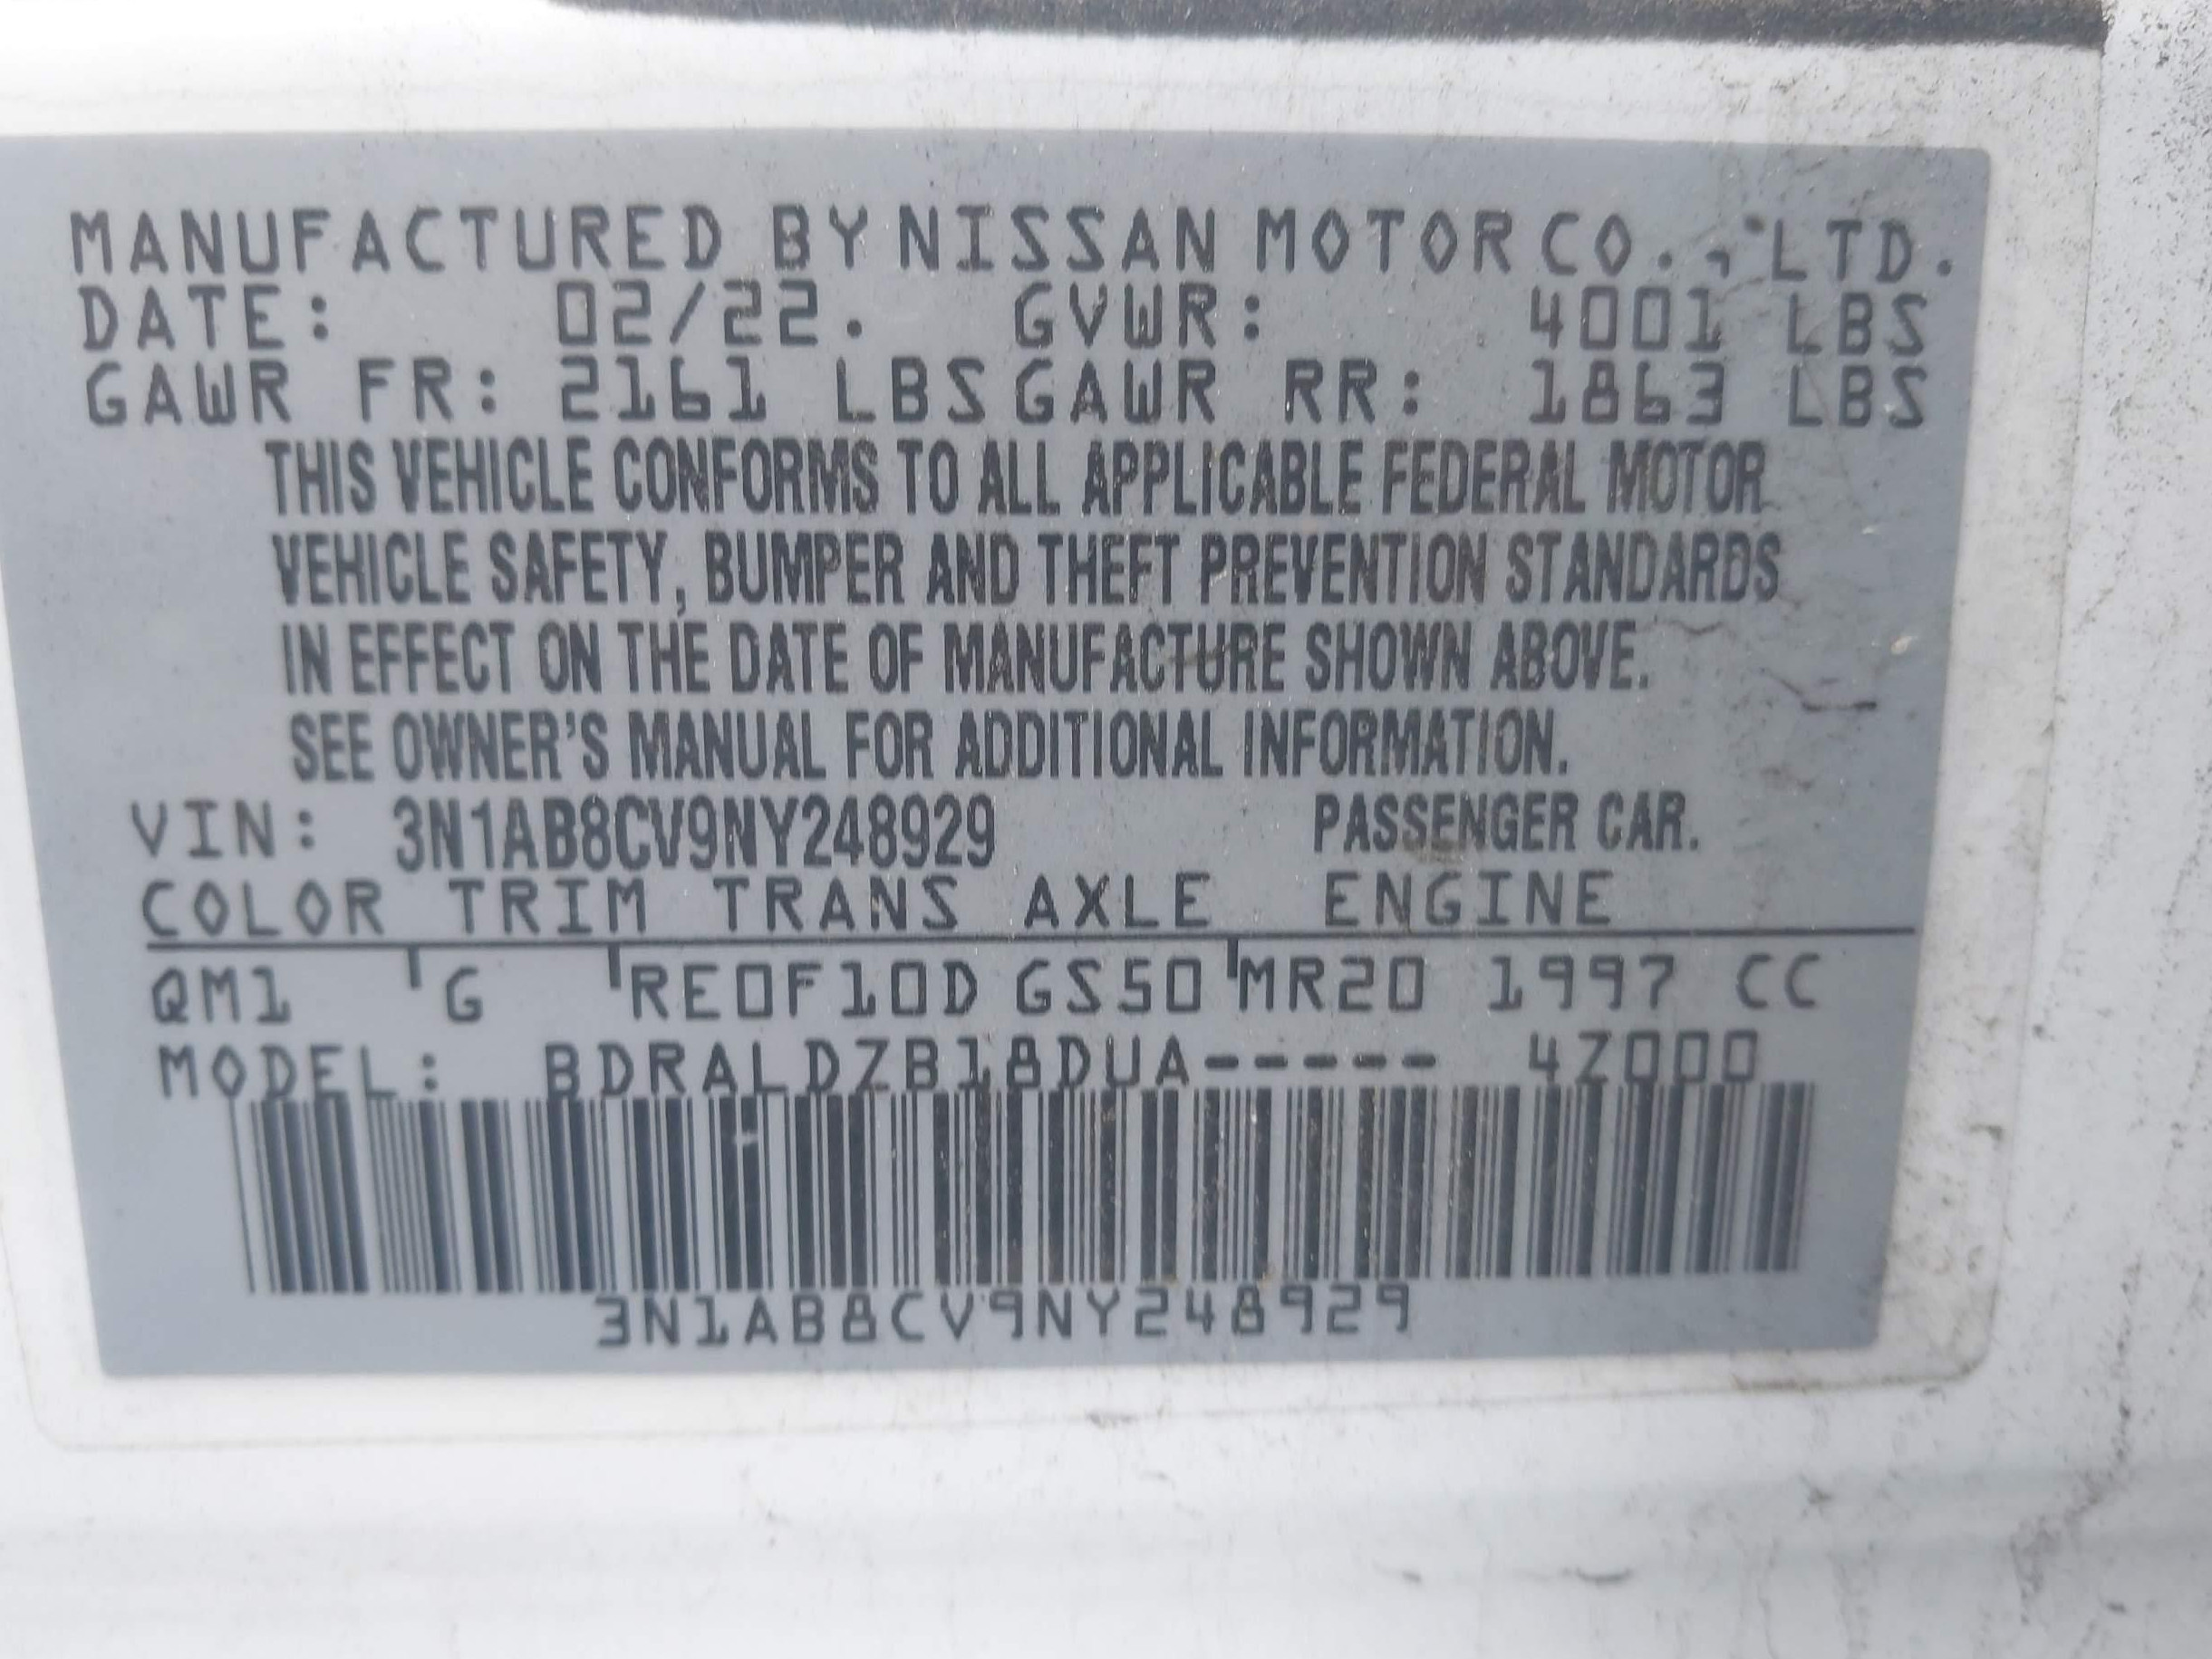 MANUFACTURED BY NISSAN MOTOR CO., LTD.
DATE: 02/22. GVWR: 4001 LBS
GAWR FR: 2161 LBS GAWR RR: 1863 LBS
THIS VEHICLE CONFORMS TO ALL APPLICABLE FEDERAL MOTOR
VEHICLE SAFETY, BUMPER AND THEFT PREVENTION STANDARDS
IN EFFECT ON THE DATE OF MANUFACTURE SHOWN ABOVE.
SEE OWNER'S MANUAL FOR ADDITIONAL INFORMATION.
VIN: 3N1AB8CV9NY248929 PASSENGER CAR.
COLOR TRIM TRANS AXLE ENGINE
QM1 G RE0F10D GS50 MR20 1997 CC
MODEL: BDRALDZB18DUA----- 4Z000
3N1AB8CV9NY248929